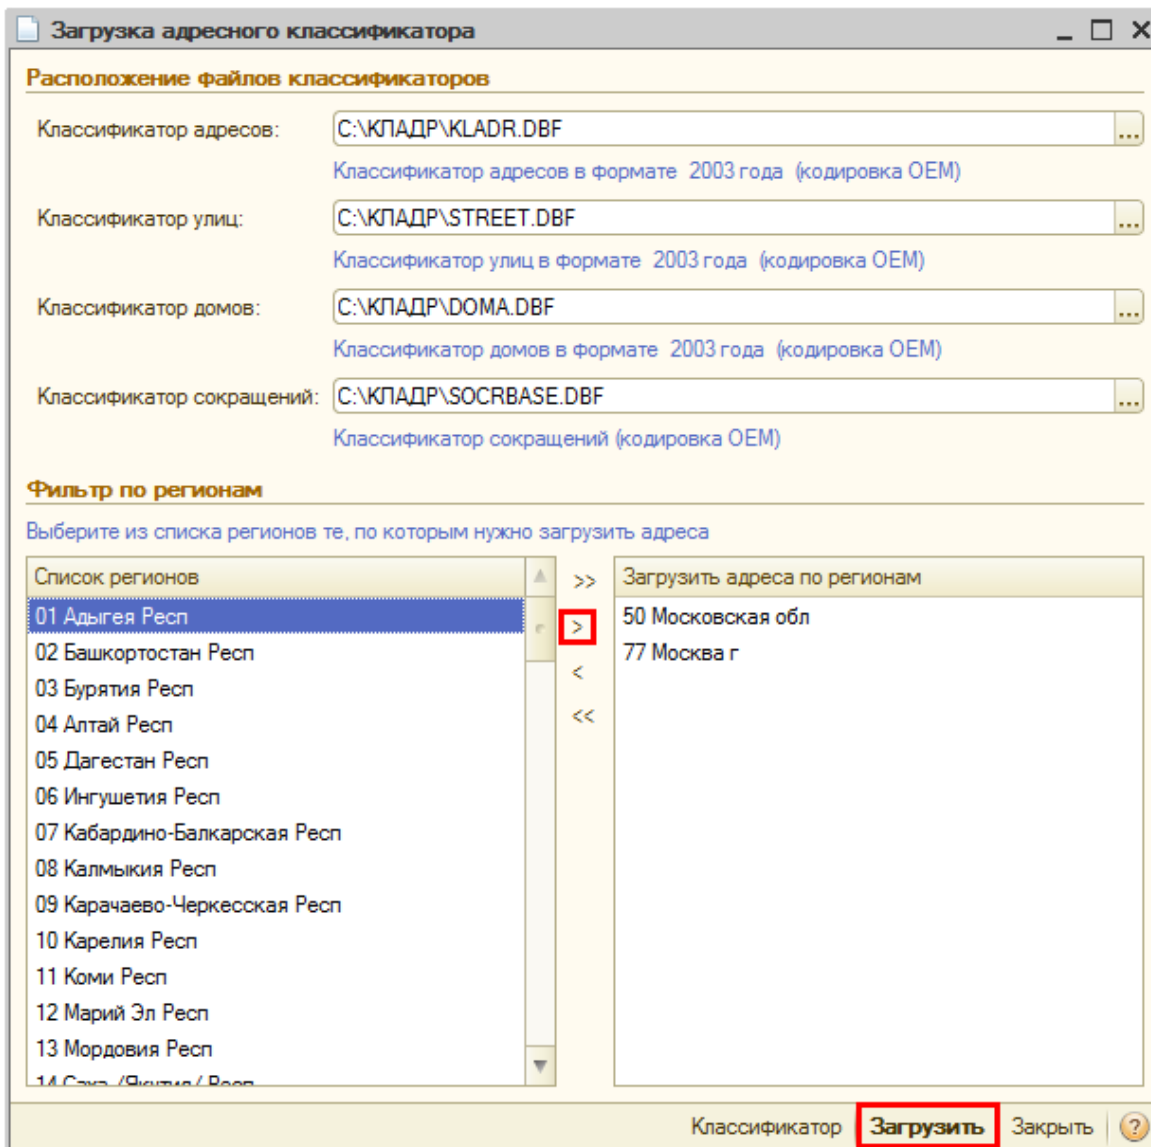 Загрузка адресного классификатора
Расположение файлов классификаторов
Классификатор адресов: C:\КЛАДР\KLADR.DBF ...
Классификатор адресов в формате 2003 года (кодировка OEM)
Классификатор улиц: C:\КЛАДР\STREET.DBF ...
Классификатор улиц в формате 2003 года (кодировка OEM)
Классификатор домов: C:\КЛАДР\DOMA.DBF ...
Классификатор домов в формате 2003 года (кодировка OEM)
Классификатор сокращений: C:\КЛАДР\SOCRBASE.DBF ...
Классификатор сокращений (кодировка OEM)
Фильтр по регионам
Выберите из списка регионов те, по которым нужно загрузить адреса
Список регионов
01 Адыгея Респ
02 Башкортостан Респ
03 Бурятия Респ
04 Алтай Респ
05 Дагестан Респ
06 Ингушетия Респ
07 Кабардино-Балкарская Респ
08 Калмыкия Респ
09 Карачаево-Черкесская Респ
10 Карелия Респ
11 Коми Респ
12 Марий Эл Респ
13 Мордовия Респ
14 Саха /Якутия/ Респ
>>
>
<
<<
Загрузить адреса по регионам
50 Московская обл
77 Москва г
Классификатор Загрузить Закрыть ?